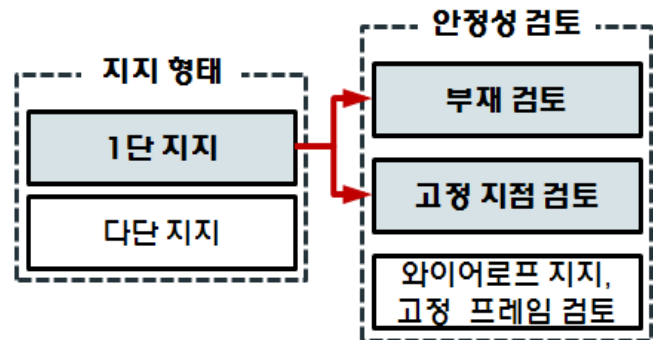 지지 형태
1단 지지
다단 지지
안정성 검토
부재 검토
고정 지점 검토
와이어로프 지지,
고정 프레임 검토